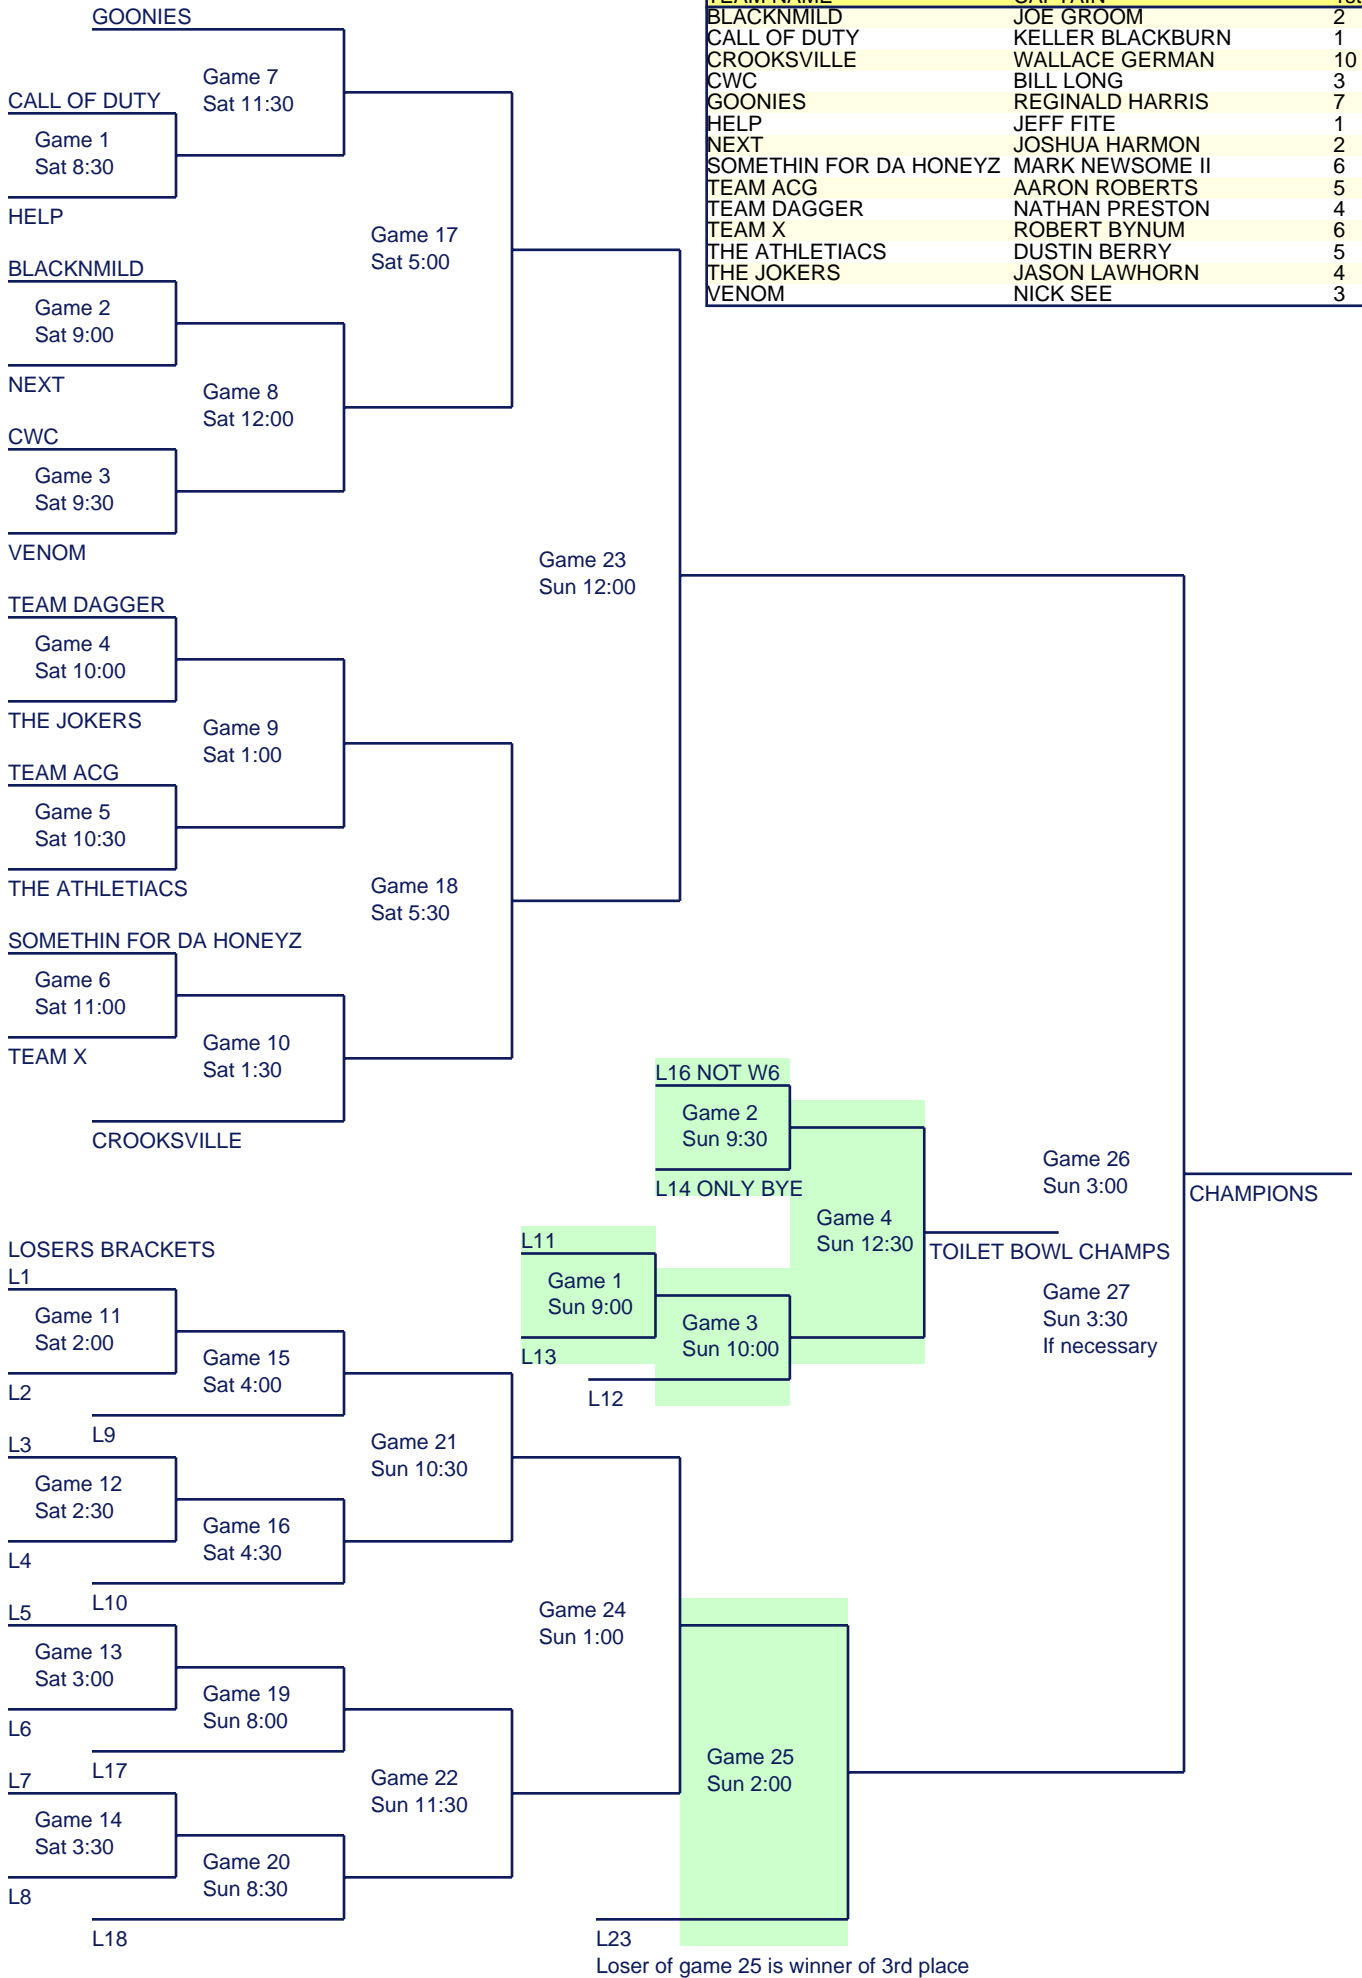 GOONIES
Game 7
Sat 11:30
CALL OF DUTY
Game 1
Sat 8:30
HELP
Game 17
Sat 5:00
BLACKNMILD
Game 2
Sat 9:00
NEXT
Game 8
Sat 12:00
CWC
Game 3
Sat 9:30
VENOM
Game 23
Sun 12:00
TEAM DAGGER
Game 4
Sat 10:00
THE JOKERS
Game 9
Sat 1:00
TEAM ACG
Game 5
Sat 10:30
THE ATHLETIACS
Game 18
Sat 5:30
SOMETHIN FOR DA HONEYZ
Game 6
Sat 11:00
TEAM X
Game 10
Sat 1:30
CROOKSVILLE
TEAM NAME CAPTAIN
BLACKNMILD JOE GROOM 2
CALL OF DUTY KELLER BLACKBURN 1
CROOKSVILLE WALLACE GERMAN 10
CWC BILL LONG 3
GOONIES REGINALD HARRIS 7
HELP JEFF FITE 1
NEXT JOSHUA HARMON 2
SOMETHIN FOR DA HONEYZ MARK NEWSOME II 6
TEAM ACG AARON ROBERTS 5
TEAM DAGGER NATHAN PRESTON 4
TEAM X ROBERT BYNUM 6
THE ATHLETIACS DUSTIN BERRY 5
THE JOKERS JASON LAWHORN 4
VENOM NICK SEE 3
L16 NOT W6
Game 2
Sun 9:30
L14 ONLY BYE
Game 4
Sun 12:30
TOILET BOWL CHAMPS
L11
Game 1
Sun 9:00
L13
Game 3
Sun 10:00
L12
Game 26
Sun 3:00
CHAMPIONS
Game 27
Sun 3:30
If necessary
LOSERS BRACKETS
L1
Game 11
Sat 2:00
L2
Game 15
Sat 4:00
L9
L3
Game 12
Sat 2:30
L4
Game 16
Sat 4:30
L10
Game 21
Sun 10:30
L5
Game 13
Sat 3:00
L6
Game 19
Sun 8:00
L17
L7
Game 14
Sat 3:30
L8
Game 20
Sun 8:30
L18
Game 22
Sun 11:30
Game 24
Sun 1:00
Game 25
Sun 2:00
L23
Loser of game 25 is winner of 3rd place